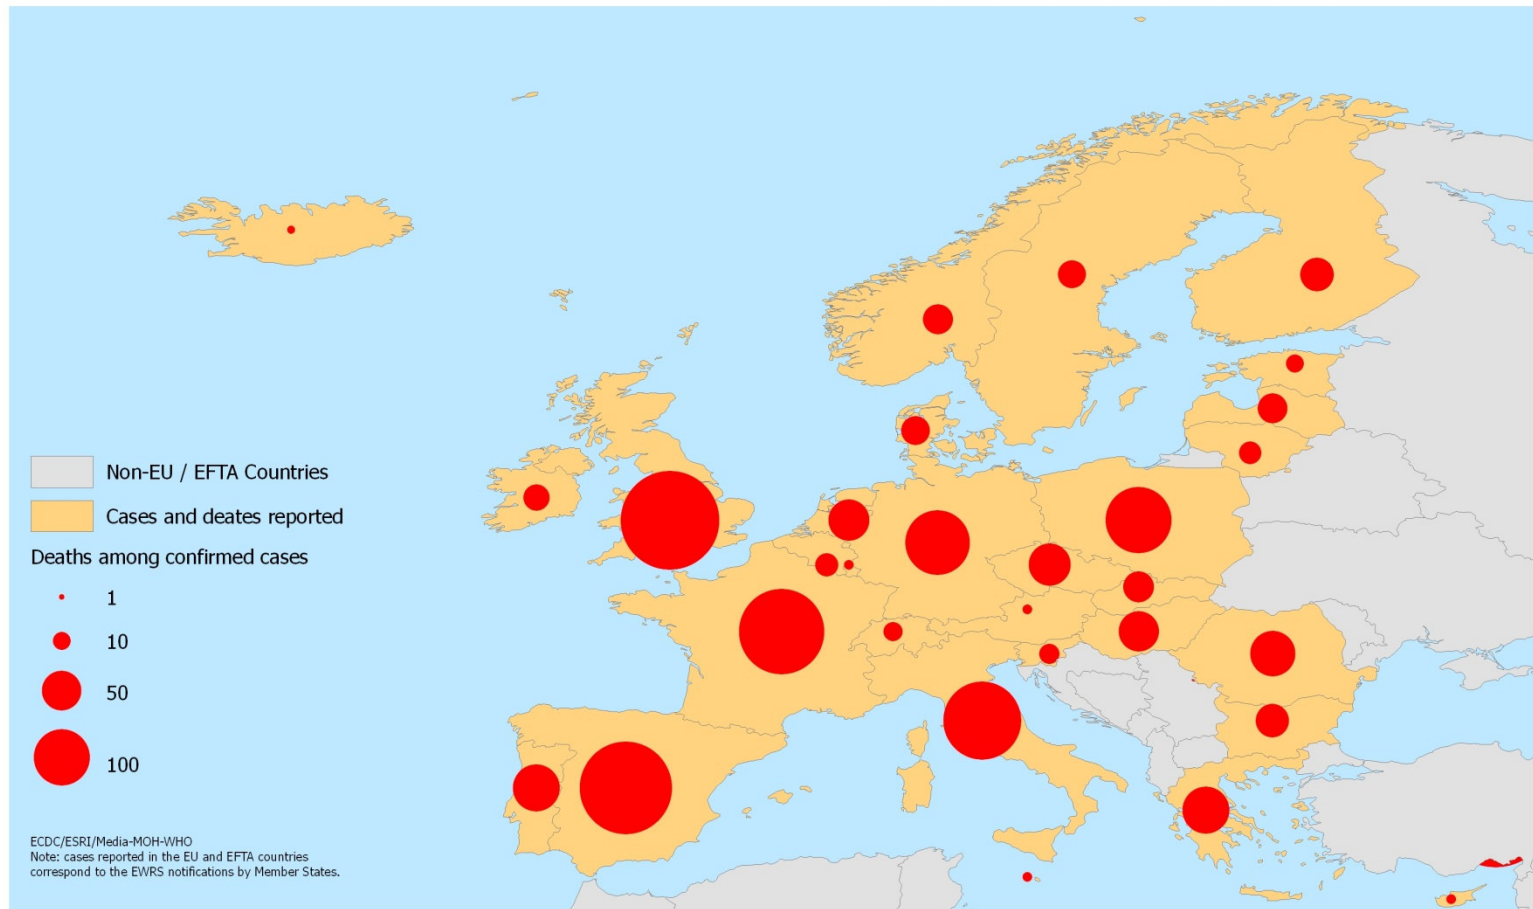 Non-EU / EFTA Countries
Cases and deates reported
Deaths among confirmed cases
1
10
50
100
ECDC/ESRI/Media-MOH-WHO
Note: cases reported in the EU and EFTA countries
correspond to the EWRS notifications by Member States.